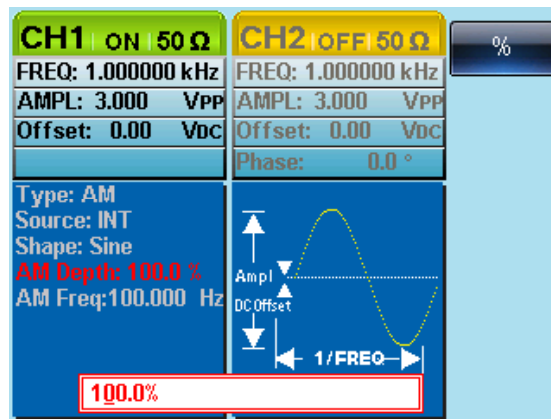 CH1 ON 50 Ω
FREQ: 1.000000 kHz
AMPL: 3.000 VPP
Offset: 0.00 VDC
CH2 OFF 50 Ω
FREQ: 1.000000 kHz
AMPL: 3.000 VPP
Offset: 0.00 VDC
Phase: 0.0 °
%
Type: AM
Source: INT
Shape: Sine
AM Depth: 100.0 %
AM Freq:100.000 Hz
Ampl
DC Offset
1/FREQ
100.0%